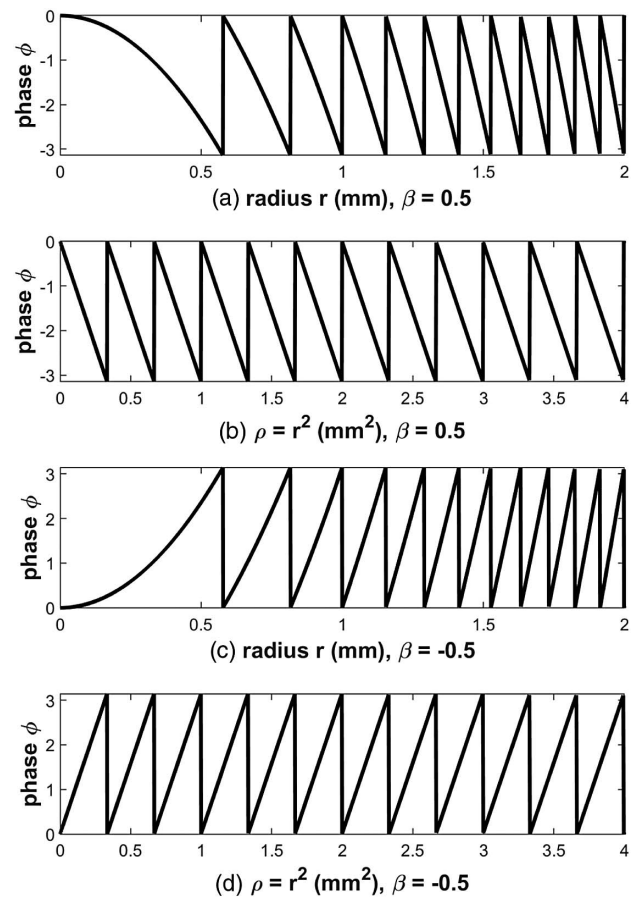 0
-1
-2
-3
phase ϕ
0 0.5 1 1.5 2
(a) radius r (mm), β = 0.5
0
-1
-2
-3
phase ϕ
0 0.5 1 1.5 2 2.5 3 3.5 4
(b) ρ = r² (mm²), β = 0.5
3
2
1
0
phase ϕ
0 0.5 1 1.5 2
(c) radius r (mm), β = -0.5
3
2
1
0
phase ϕ
0 0.5 1 1.5 2 2.5 3 3.5 4
(d) ρ = r² (mm²), β = -0.5